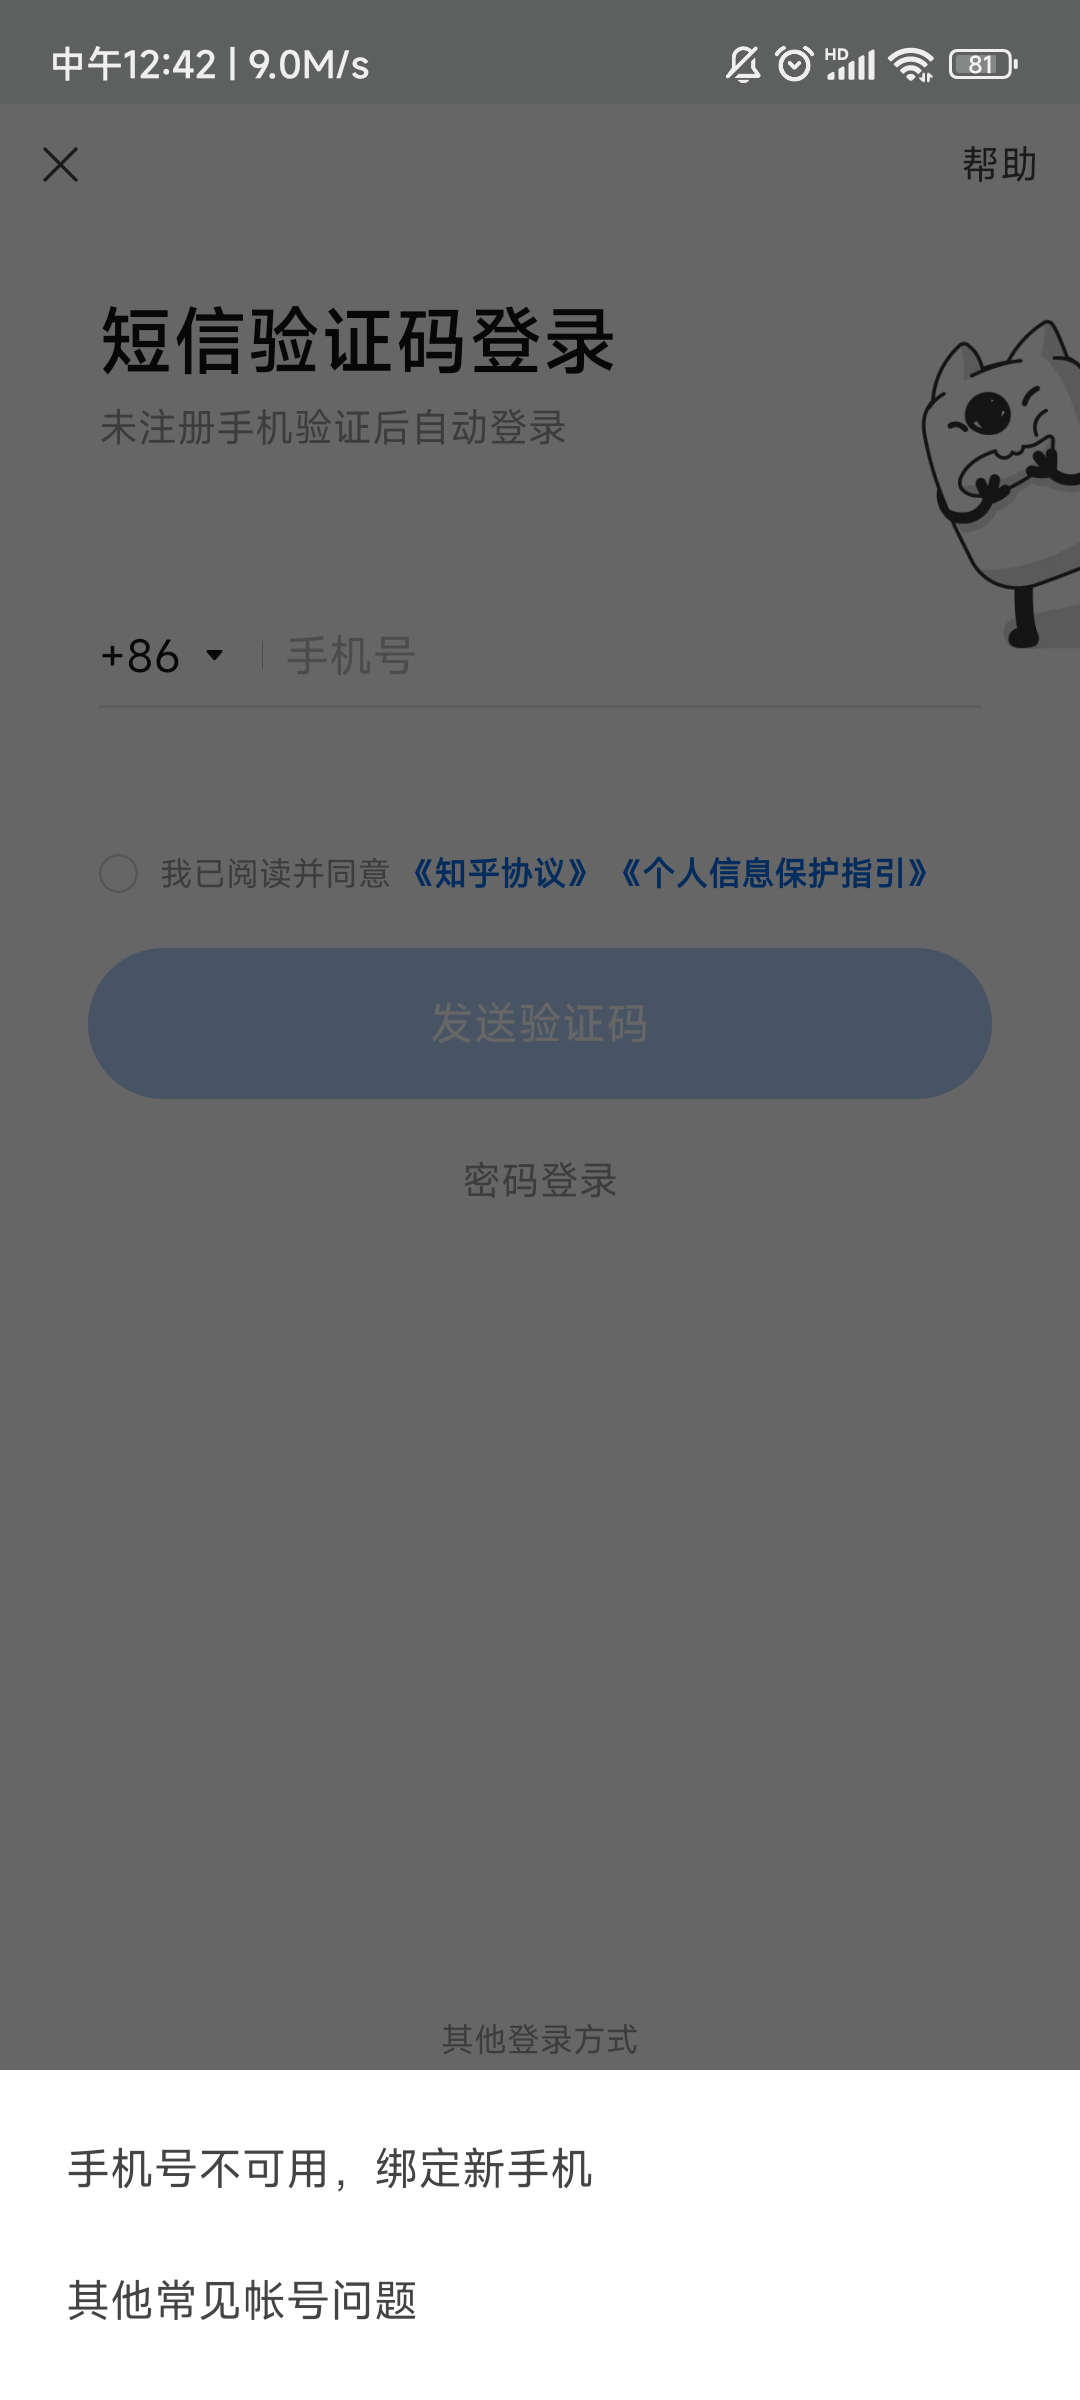 中午12:42 | 9.0M/s HD 81
帮助
短信验证码登录
未注册手机验证后自动登录
+86 手机号
我已阅读并同意 《知乎协议》 《个人信息保护指引》
发送验证码
密码登录
其他登录方式
手机号不可用，绑定新手机
其他常见帐号问题